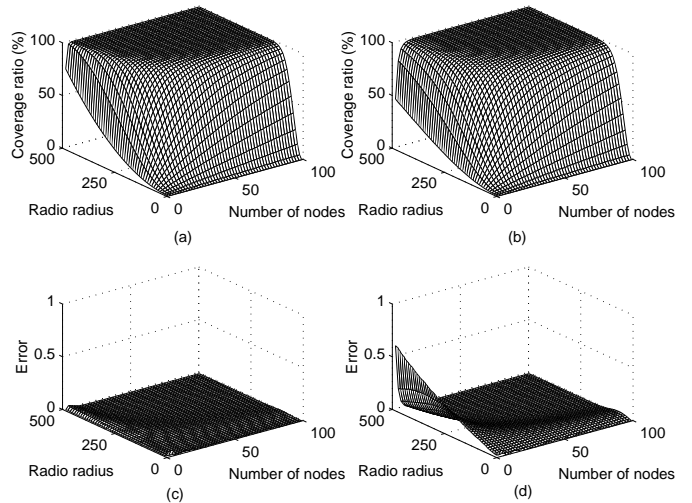 100
50
0
Coverage ratio (%)
500
250
0
Radio radius
0
50
100
Number of nodes
(a)
100
50
0
Coverage ratio (%)
500
250
0
Radio radius
0
50
100
Number of nodes
(b)
1
0.5
0
Error
500
250
0
Radio radius
0
50
100
Number of nodes
(c)
1
0.5
0
Error
500
250
0
Radio radius
0
50
100
Number of nodes
(d)